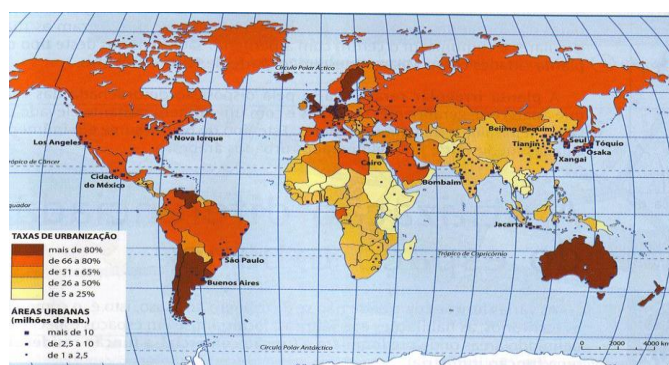 Círculo Polar Áctico
Los Angeles
Nova Iorque
Trópico de Câncer
Cidade
do México
Equador
São Paulo
Buenos Aires
Cairo
Bombaim
Beijing (Pequim)
Tianjin
Seul
Tóquio
Osaka
Xangai
Jacarta
Trópico de Capricórnio
Círculo Polar Antárctico
TAXAS DE URBANIZAÇÃO
mais de 80%
de 66 a 80%
de 51 a 65%
de 26 a 50%
de 5 a 25%
ÁREAS URBANAS
(milhões de hab.)
mais de 10
de 2,5 a 10
de 1 a 2,5
0 2000 4000 km